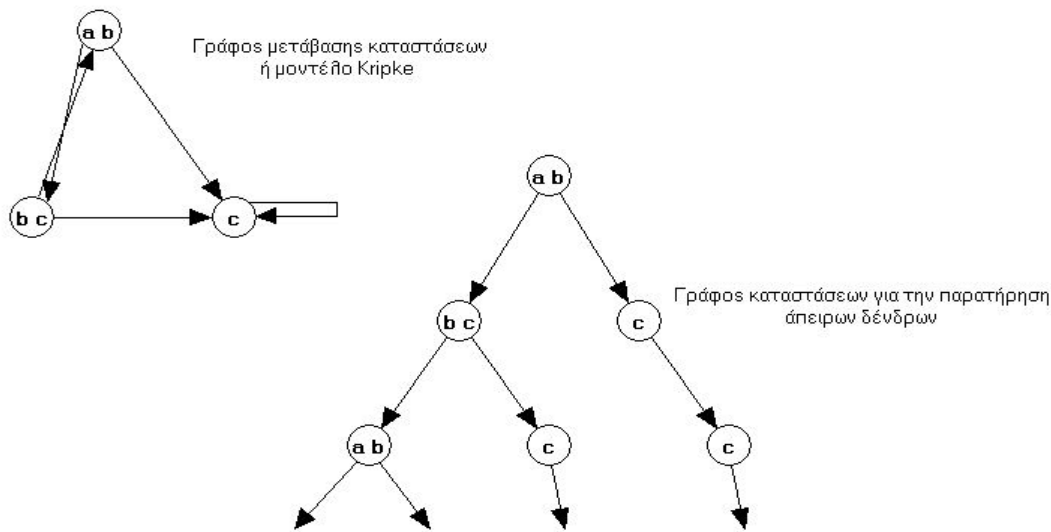 a b
Γράφος μετάβασης καταστάσεων
ή μοντέλο Kripke
b c
c
a b
b c
c
Γράφος καταστάσεων για την παρατήρηση
άπειρων δένδρων
a b
c
c